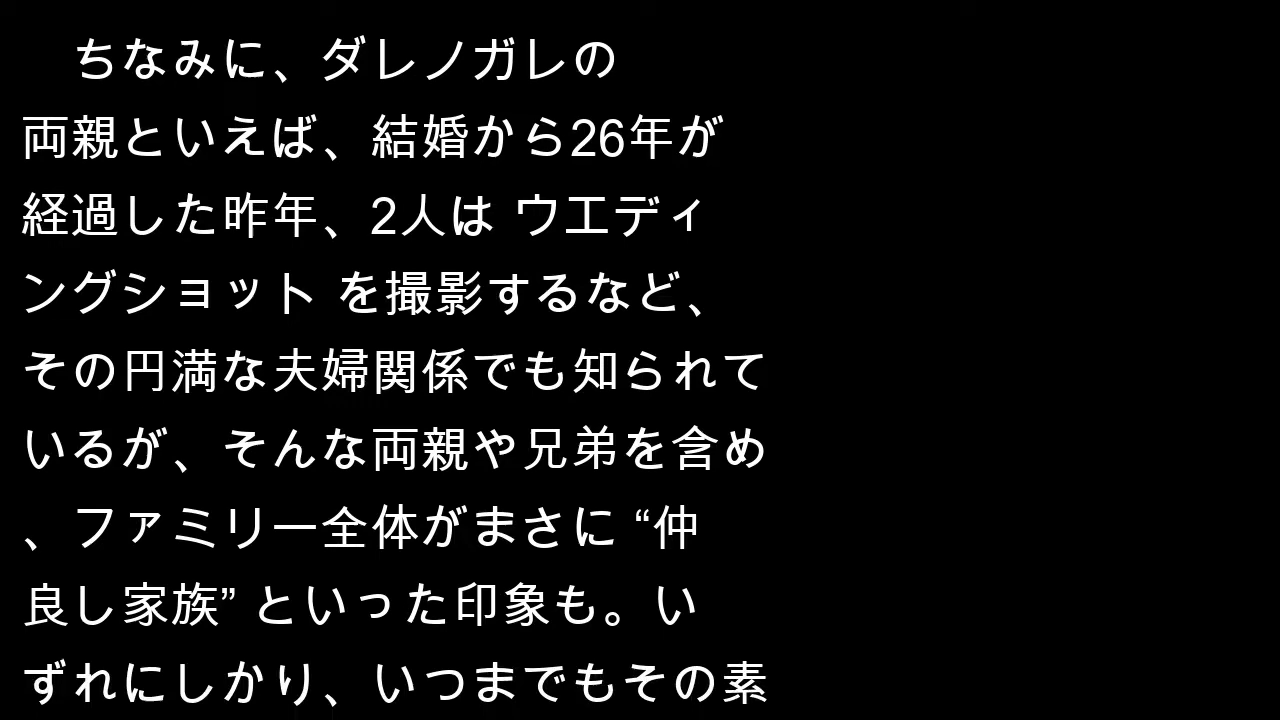 ちなみに、ダレノガレの
両親といえば、結婚から26年が
経過した昨年、2人は ウエディ
ングショット を撮影するなど、
その円満な夫婦関係でも知られて
いるが、そんな両親や兄弟を含め
、ファミリー全体がまさに “仲
良し家族” といった印象も。い
ずれにしかり、いつまでもその素